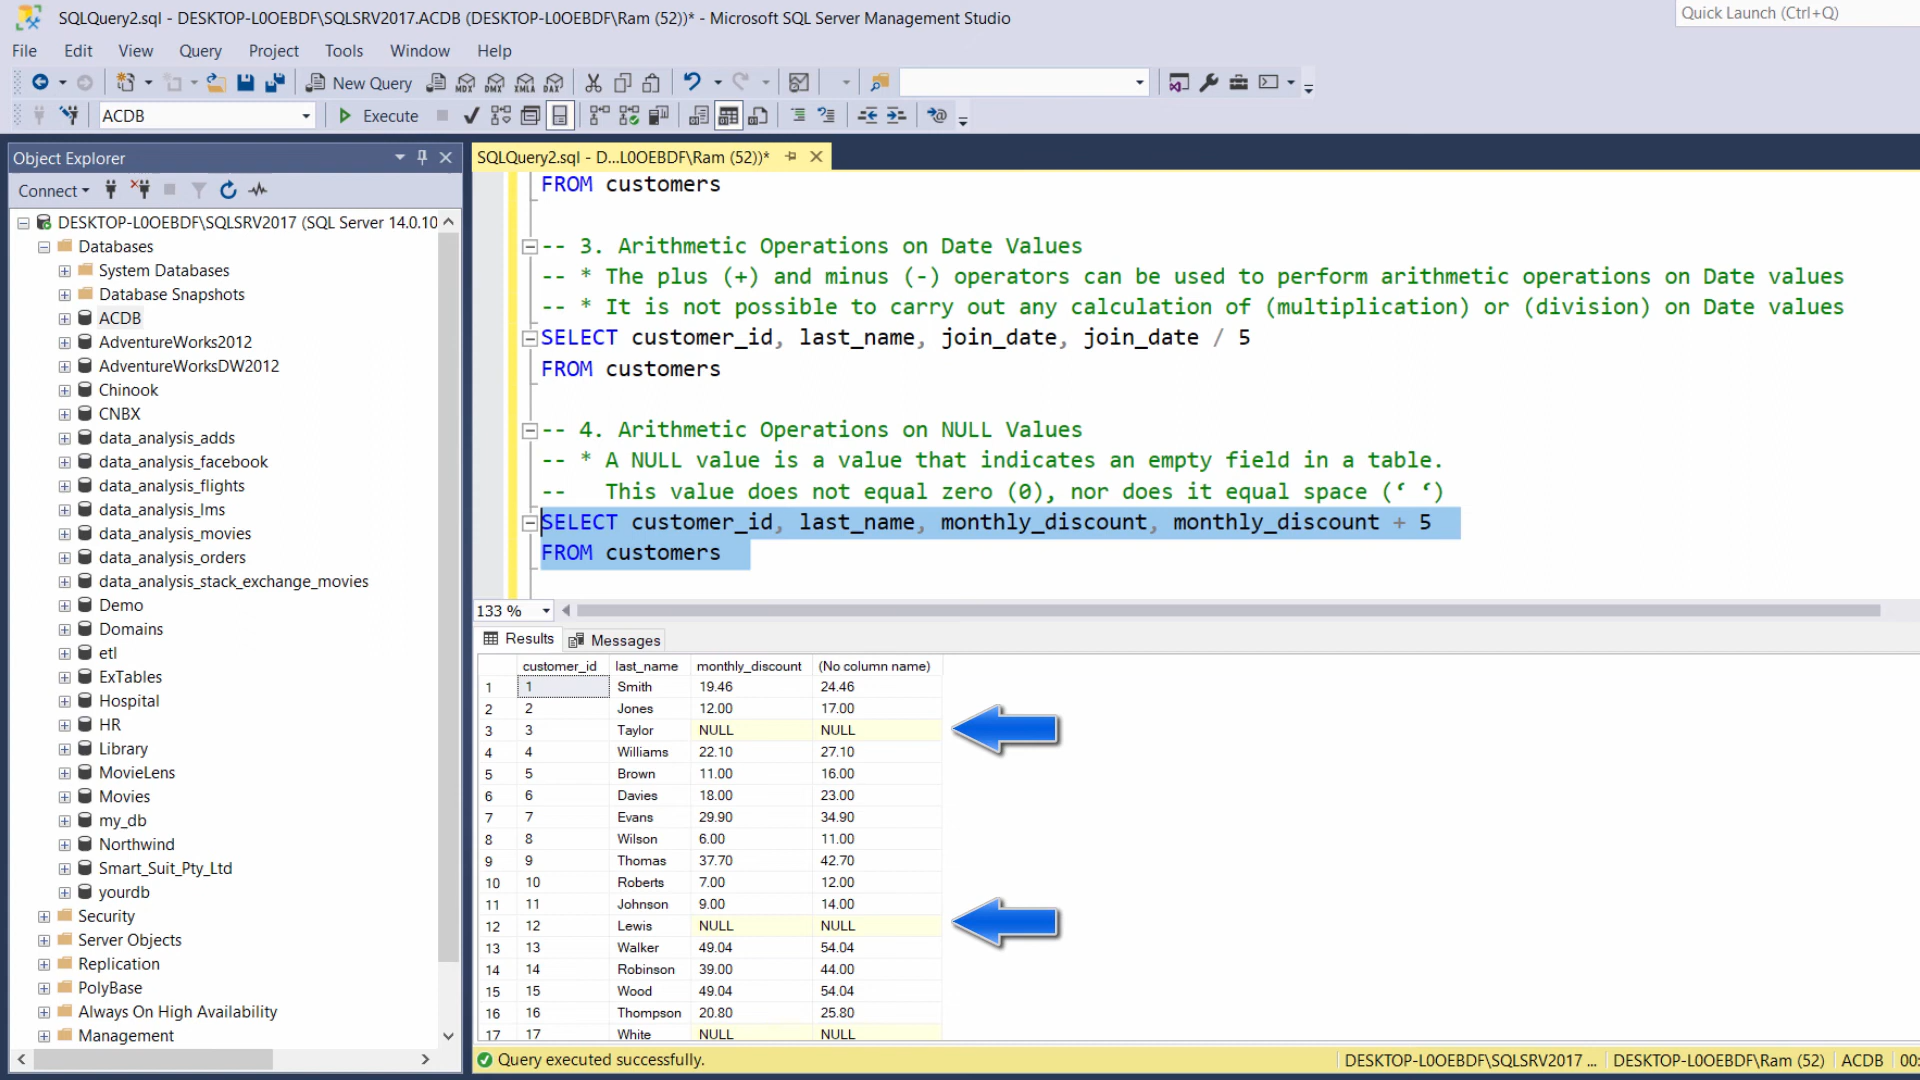 SQLQuery2.sql - DESKTOP-L0OEBDF\SQLSRV2017.ACDB (DESKTOP-L0OEBDF\Ram (52))* - Microsoft SQL Server Management Studio
Quick Launch (Ctrl+Q)
File Edit View Query Project Tools Window Help
New Query MDX DMX XMLA DAX
ACDB Execute
Object Explorer
Connect
DESKTOP-L0OEBDF\SQLSRV2017 (SQL Server 14.0.10
Databases
System Databases
Database Snapshots
ACDB
AdventureWorks2012
AdventureWorksDW2012
Chinook
CNBX
data_analysis_adds
data_analysis_facebook
data_analysis_flights
data_analysis_lms
data_analysis_movies
data_analysis_orders
data_analysis_stack_exchange_movies
Demo
Domains
etl
ExTables
Hospital
HR
Library
MovieLens
Movies
my_db
Northwind
Smart_Suit_Pty_Ltd
yourdb
Security
Server Objects
Replication
PolyBase
Always On High Availability
Management
SQLQuery2.sql - D...L0OEBDF\Ram (52))*
FROM customers
-- 3. Arithmetic Operations on Date Values
-- * The plus (+) and minus (-) operators can be used to perform arithmetic operations on Date values
-- * It is not possible to carry out any calculation of (multiplication) or (division) on Date values
SELECT customer_id, last_name, join_date, join_date / 5
FROM customers
-- 4. Arithmetic Operations on NULL Values
-- * A NULL value is a value that indicates an empty field in a table.
-- This value does not equal zero (0), nor does it equal space (‘ ‘)
SELECT customer_id, last_name, monthly_discount, monthly_discount + 5
FROM customers
133 %
Results Messages
customer_id last_name monthly_discount (No column name)
1 1 Smith 19.46 24.46
2 2 Jones 12.00 17.00
3 3 Taylor NULL NULL
4 4 Williams 22.10 27.10
5 5 Brown 11.00 16.00
6 6 Davies 18.00 23.00
7 7 Evans 29.90 34.90
8 8 Wilson 6.00 11.00
9 9 Thomas 37.70 42.70
10 10 Roberts 7.00 12.00
11 11 Johnson 9.00 14.00
12 12 Lewis NULL NULL
13 13 Walker 49.04 54.04
14 14 Robinson 39.00 44.00
15 15 Wood 49.04 54.04
16 16 Thompson 20.80 25.80
17 17 White NULL NULL
Query executed successfully. DESKTOP-L0OEBDF\SQLSRV2017 ... DESKTOP-L0OEBDF\Ram (52) ACDB 00: